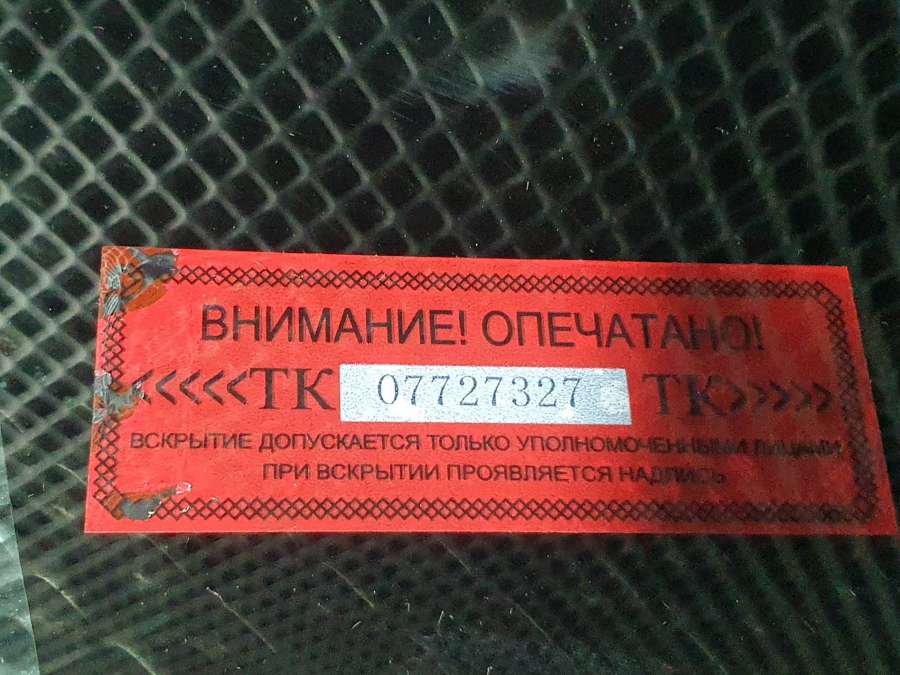 ВНИМАНИЕ! ОПЕЧАТАНО!
<<<<<ТК 07727327 ТК>>>>>
ВСКРЫТИЕ ДОПУСКАЕТСЯ ТОЛЬКО УПОЛНОМОЧЕННЫМИ ЛИЦАМИ
ПРИ ВСКРЫТИИ ПРОЯВЛЯЕТСЯ НАДПИСЬ